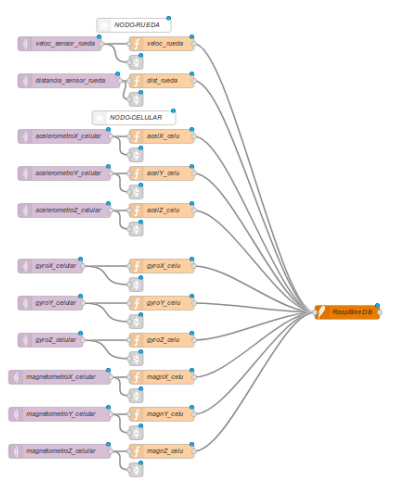 NODO-RUEDA
veloc_sensor_rueda
veloc_rueda
distancia_sensor_rueda
dist_rueda
NODO-CELULAR
acelerometroX_celular
acelX_celu
acelerometroY_celular
acelY_celu
acelerometroZ_celular
acelZ_celu
gyroX_celular
gyroX_celu
RaspiBikeDB
gyroY_celular
gyroY_celu
gyroZ_celular
gyroZ_celu
magnetometroX_celular
magnX_celu
magnetometroY_celular
magnY_celu
magnetometroZ_celular
magnZ_celu